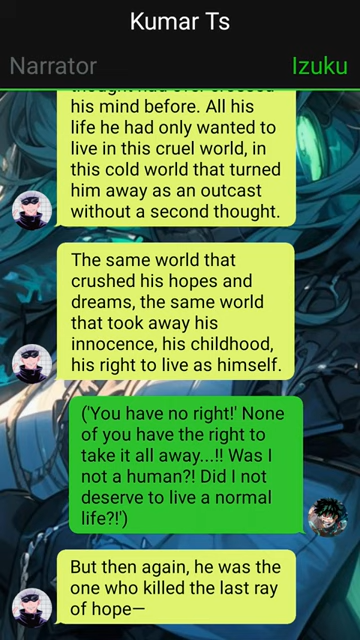 Kumar Ts
Narrator
Izuku
thought had ever crossed
his mind before. All his
life he had only wanted to
live in this cruel world, in
this cold world that turned
him away as an outcast
without a second thought.
The same world that
crushed his hopes and
dreams, the same world
that took away his
innocence, his childhood,
his right to live as himself.
('You have no right!' None
of you have the right to
take it all away...!! Was I
not a human?! Did I not
deserve to live a normal
life?!')
But then again, he was the
one who killed the last ray
of hope—